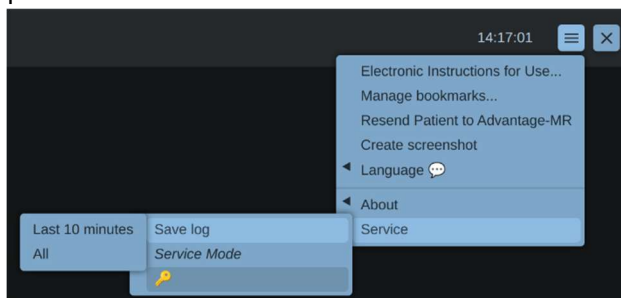 14:17:01
Electronic Instructions for Use...
Manage bookmarks...
Resend Patient to Advantage-MR
Create screenshot
Language 💬
About
Service
Save log
Service Mode
Last 10 minutes
All